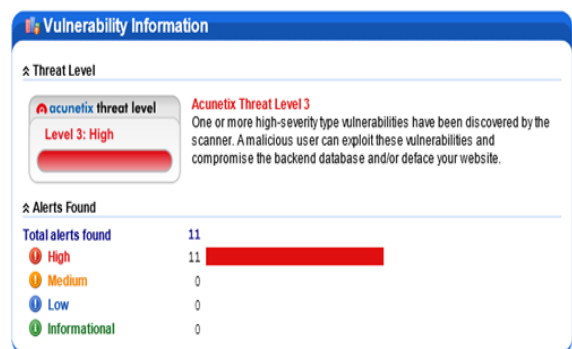 Vulnerability Information
Threat Level
acunetix threat level
Level 3: High
Acunetix Threat Level 3
One or more high-severity type vulnerabilities have been discovered by the
scanner. A malicious user can exploit these vulnerabilities and
compromise the backend database and/or deface your website.
Alerts Found
Total alerts found 11
High 11
Medium 0
Low 0
Informational 0